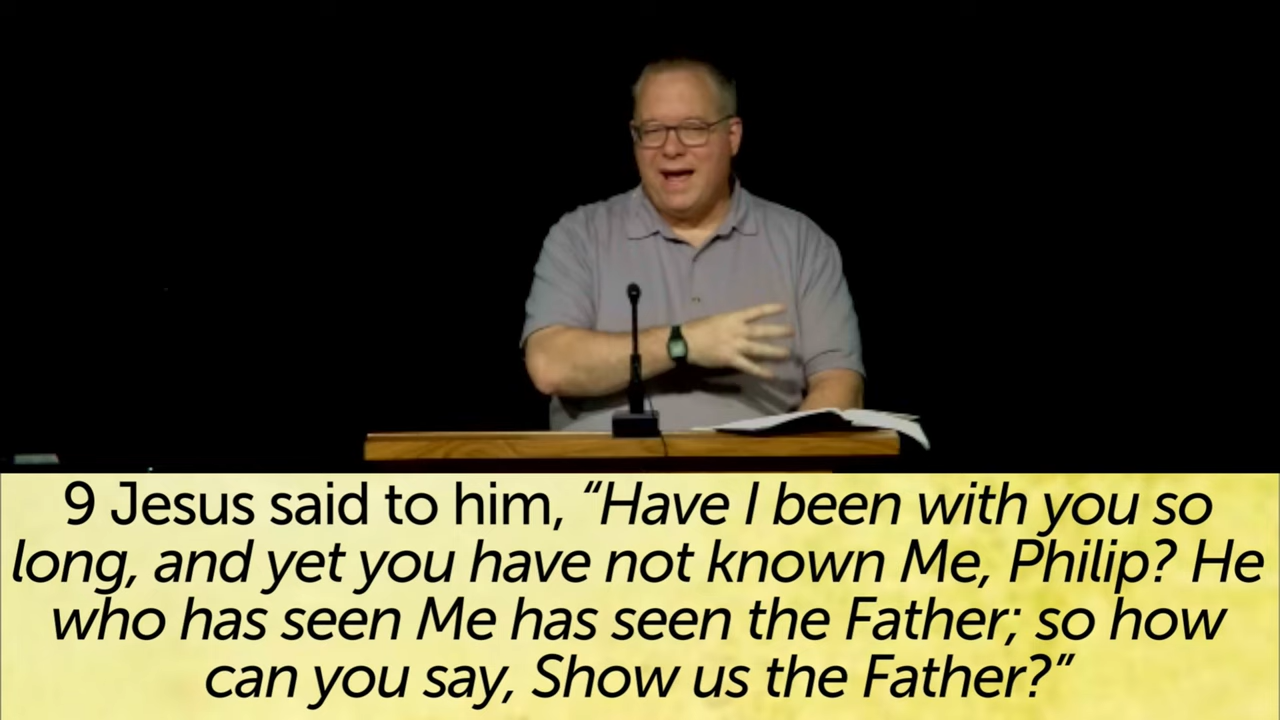 9 Jesus said to him, “Have I been with you so
long, and yet you have not known Me, Philip? He
who has seen Me has seen the Father; so how
can you say, Show us the Father?”